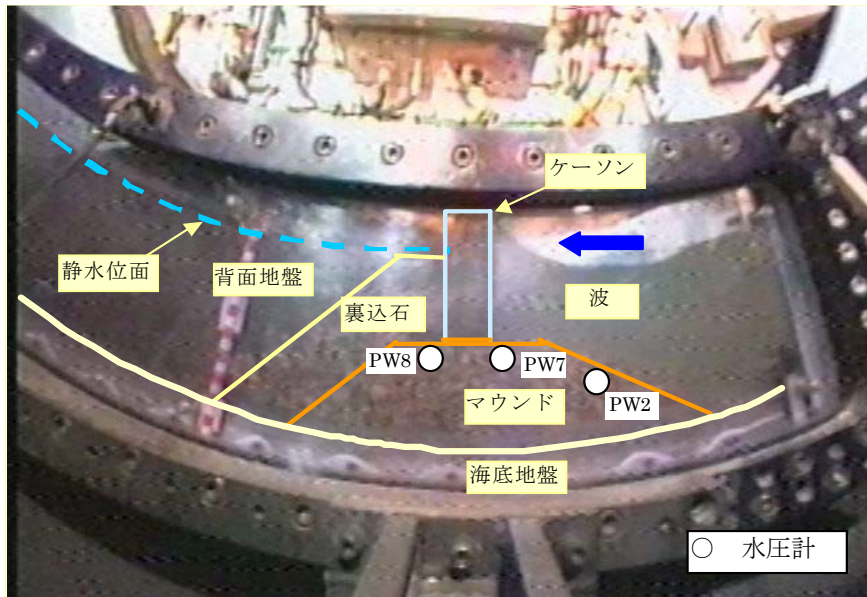 ケーソン
静水位面
背面地盤
裏込石
波
PW8
PW7
PW2
マウンド
海底地盤
○ 水圧計